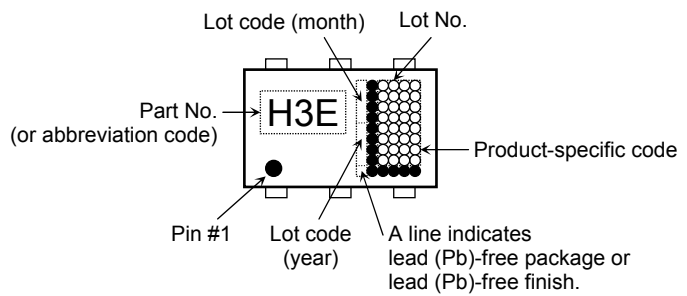 Lot code (month)
Lot No.
Part No.
(or abbreviation code)
H3E
Product-specific code
Pin #1
Lot code
(year)
A line indicates
lead (Pb)-free package or
lead (Pb)-free finish.